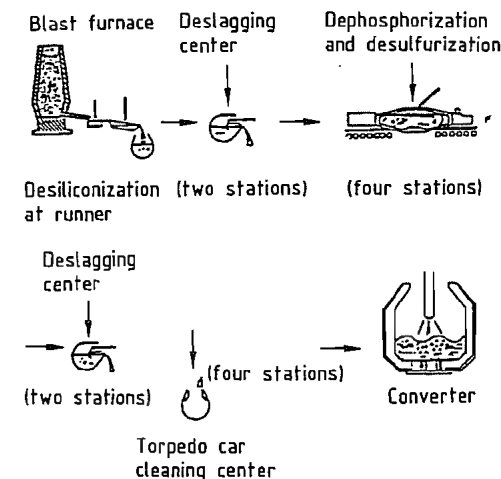 Blast furnace
Deslagging
center
Dephosphorization
and desulfurization
Desiliconization
at runner
(two stations)
(four stations)
Deslagging
center
(two stations)
(four stations)
Torpedo car
cleaning center
Converter